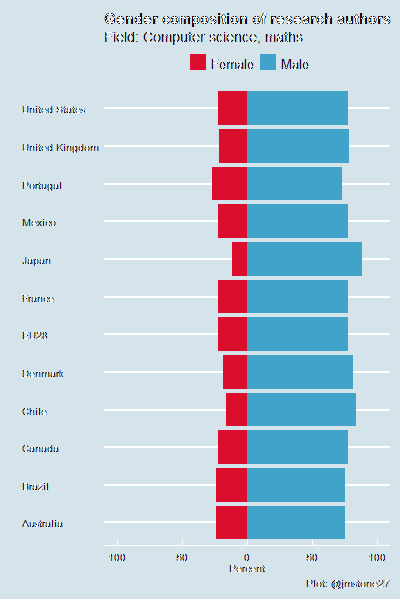 Gender composition of research authors
Field: Computer science, maths
Female Male
United States
United Kingdom
Portugal
Mexico
Japan
France
EU28
Denmark
Chile
Canada
Brazil
Australia
100 50 0 50 100
Percent
Plot: @jmstone27